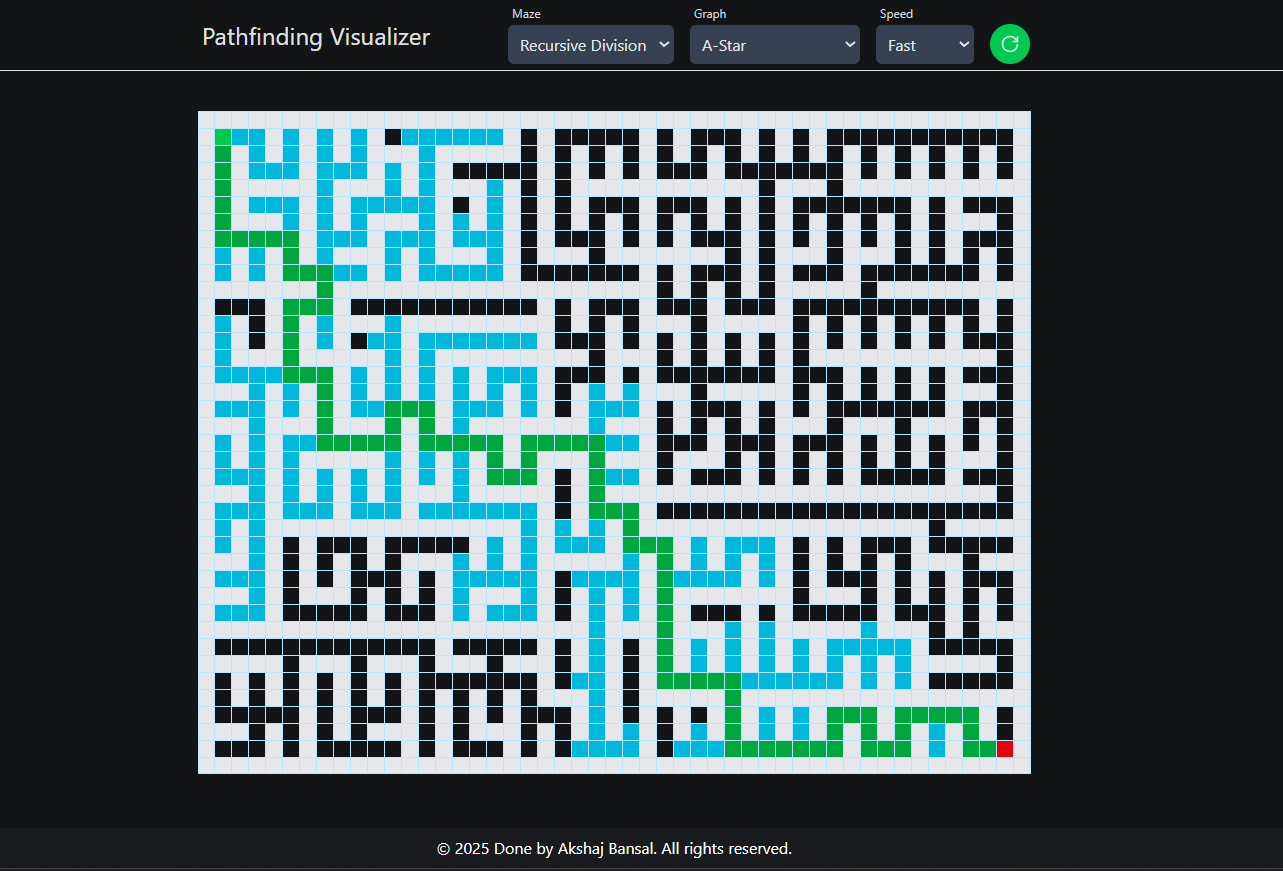 Pathfinding Visualizer
Maze
Recursive Division
Graph
A-Star
Speed
Fast
© 2025 Done by Akshaj Bansal. All rights reserved.